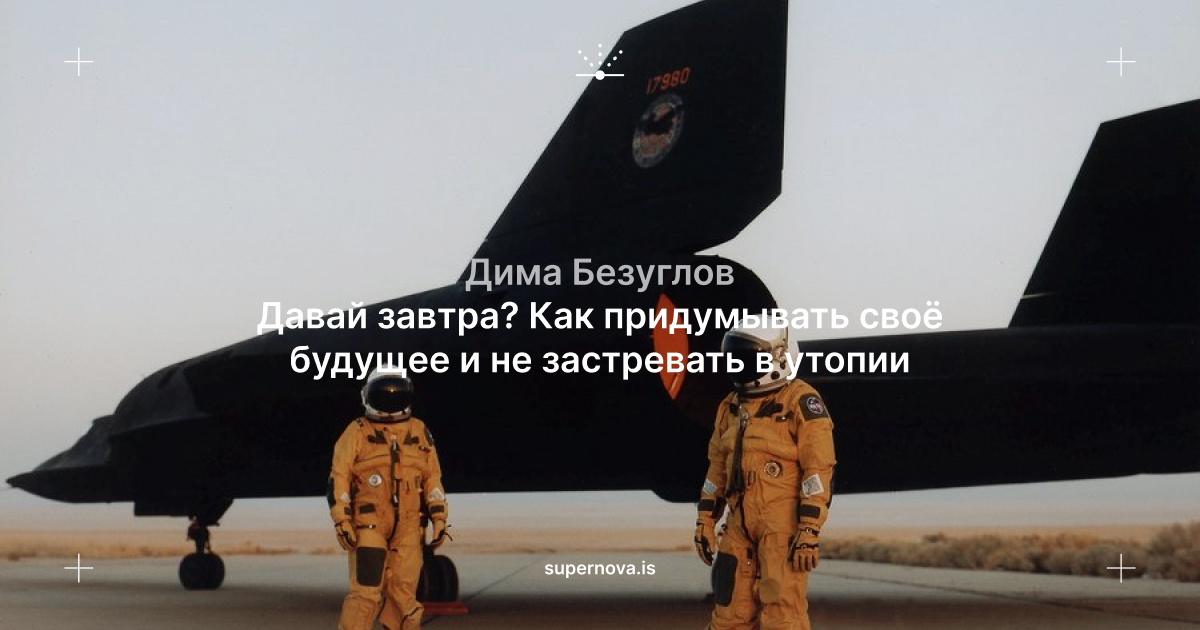 17980
Дима Безуглов
Давай завтра? Как придумывать своё
будущее и не застревать в утопии
supernova.is